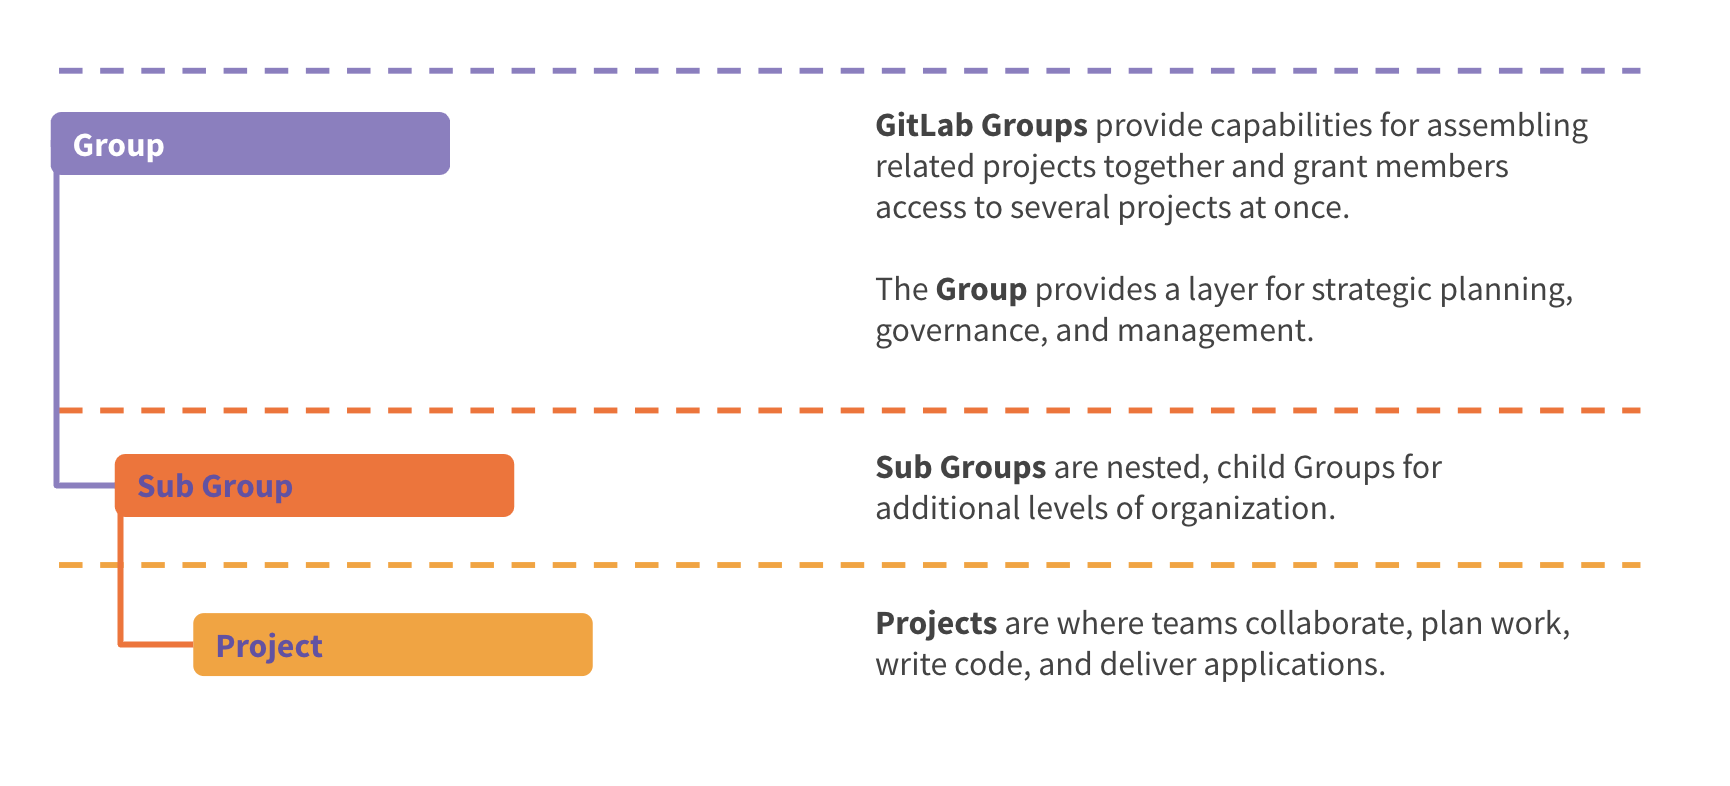 Group
GitLab Groups provide capabilities for assembling
related projects together and grant members
access to several projects at once.
The Group provides a layer for strategic planning,
governance, and management.
Sub Group
Sub Groups are nested, child Groups for
additional levels of organization.
Project
Projects are where teams collaborate, plan work,
write code, and deliver applications.